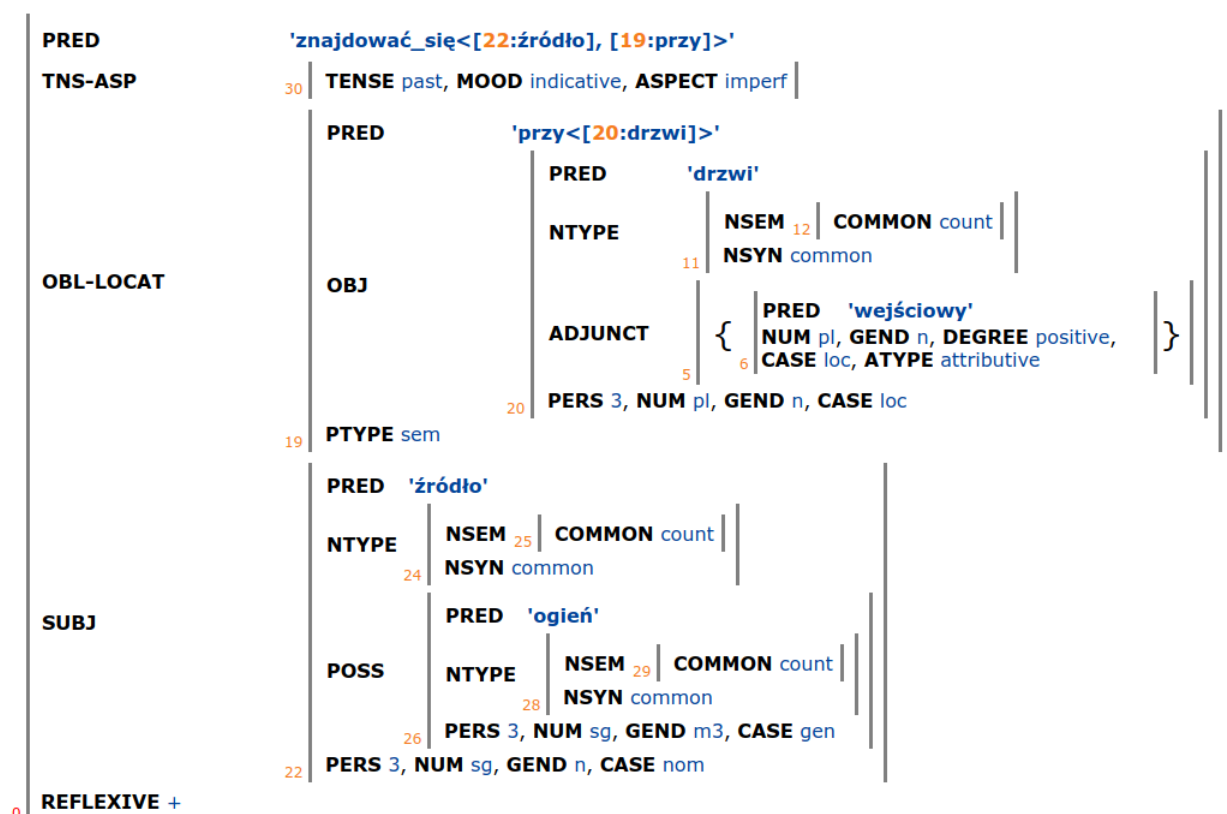 PRED 'znajdować_się<[22:źródło], [19:przy]>'
TNS-ASP 30 TENSE past, MOOD indicative, ASPECT imperf
PRED 'przy<[20:drzwi]>'
PRED 'drzwi'
NSEM 12 COMMON count
NTYPE
11 NSYN common
OBL-LOCAT OBJ
PRED 'wejściowy'
ADJUNCT { NUM pl, GEND n, DEGREE positive, }
5 6 CASE loc, ATYPE attributive
20 PERS 3, NUM pl, GEND n, CASE loc
19 PTYPE sem
PRED 'źródło'
NSEM 25 COMMON count
NTYPE
24 NSYN common
SUBJ
PRED 'ogień'
NSEM 29 COMMON count
POSS NTYPE
28 NSYN common
26 PERS 3, NUM sg, GEND m3, CASE gen
22 PERS 3, NUM sg, GEND n, CASE nom
0 REFLEXIVE +